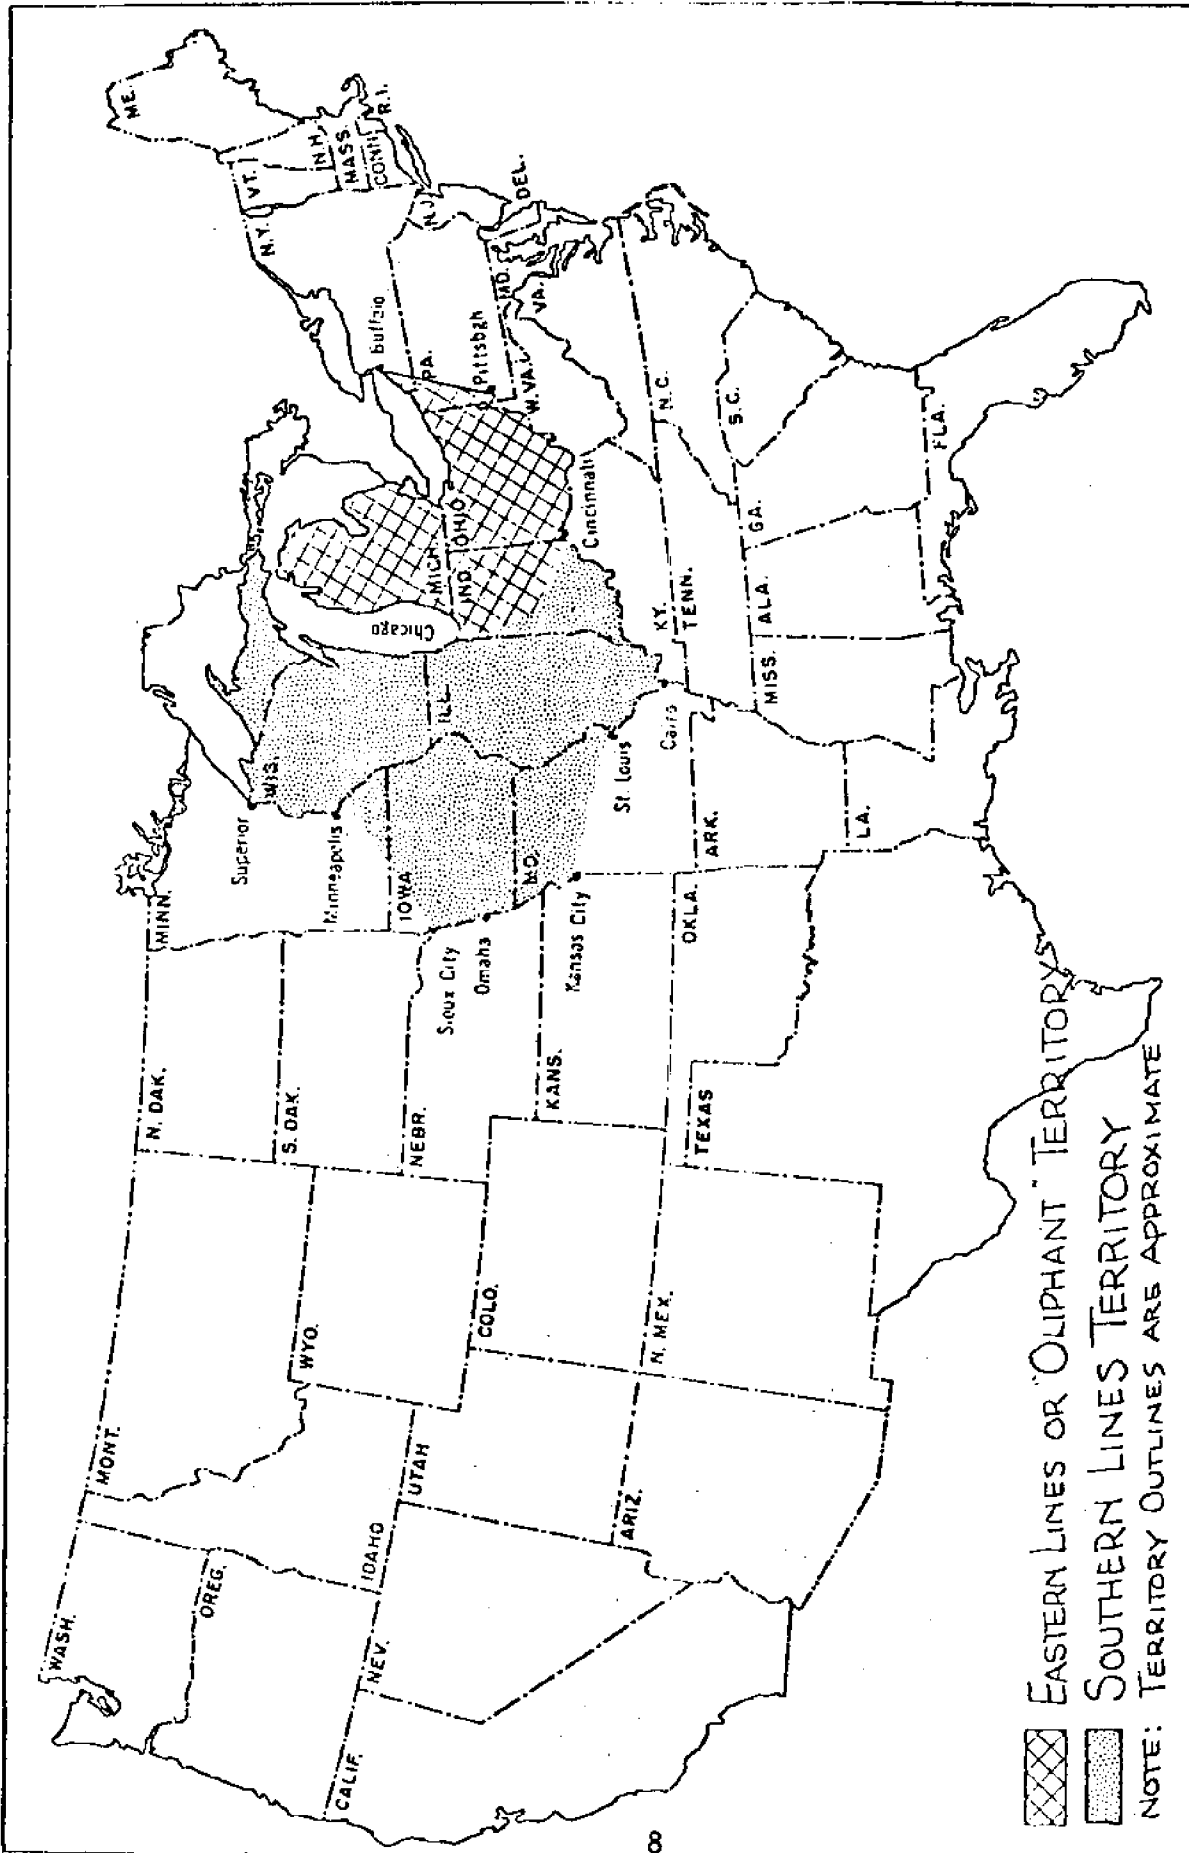 WASH.
MONT.
N. DAK.
MINN.
OREG.
IDAHO
WYO.
S. DAK.
Superior
WIS.
Minneapolis
MICH.
N.Y.
VT.
ME.
N.H.
MASS.
CONN.
R.I.
Buffalo
CALIF.
NEV.
UTAH
COLO.
NEBR.
IOWA
Sioux City
Omaha
Chicago
ILL.
IND.
OHIO
PA.
Pittsbgh
N.J.
DEL.
MD.
W.VA.
VA.
ARIZ.
N. MEX.
KANS.
Kansas City
MO.
St. Louis
Cairo
Cincinnati
KY.
TENN.
N.C.
S.C.
TEXAS
OKLA.
ARK.
LA.
MISS.
ALA.
GA.
FLA.
EASTERN LINES OR "OLIPHANT" TERRITORY
SOUTHERN LINES TERRITORY
NOTE: TERRITORY OUTLINES ARE APPROXIMATE
8